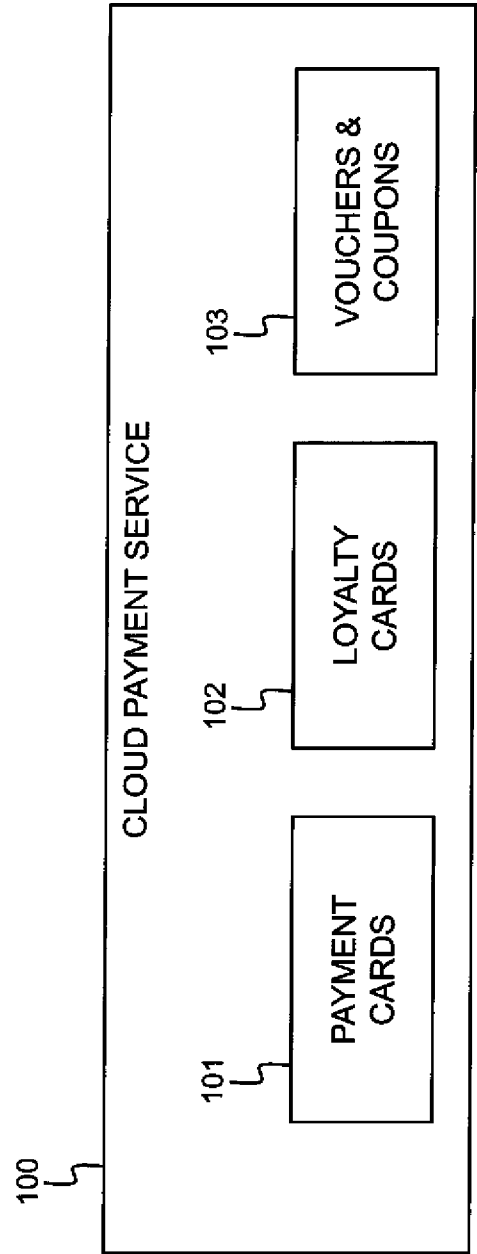 100
CLOUD PAYMENT SERVICE
101
PAYMENT
CARDS
102
LOYALTY
CARDS
103
VOUCHERS &
COUPONS